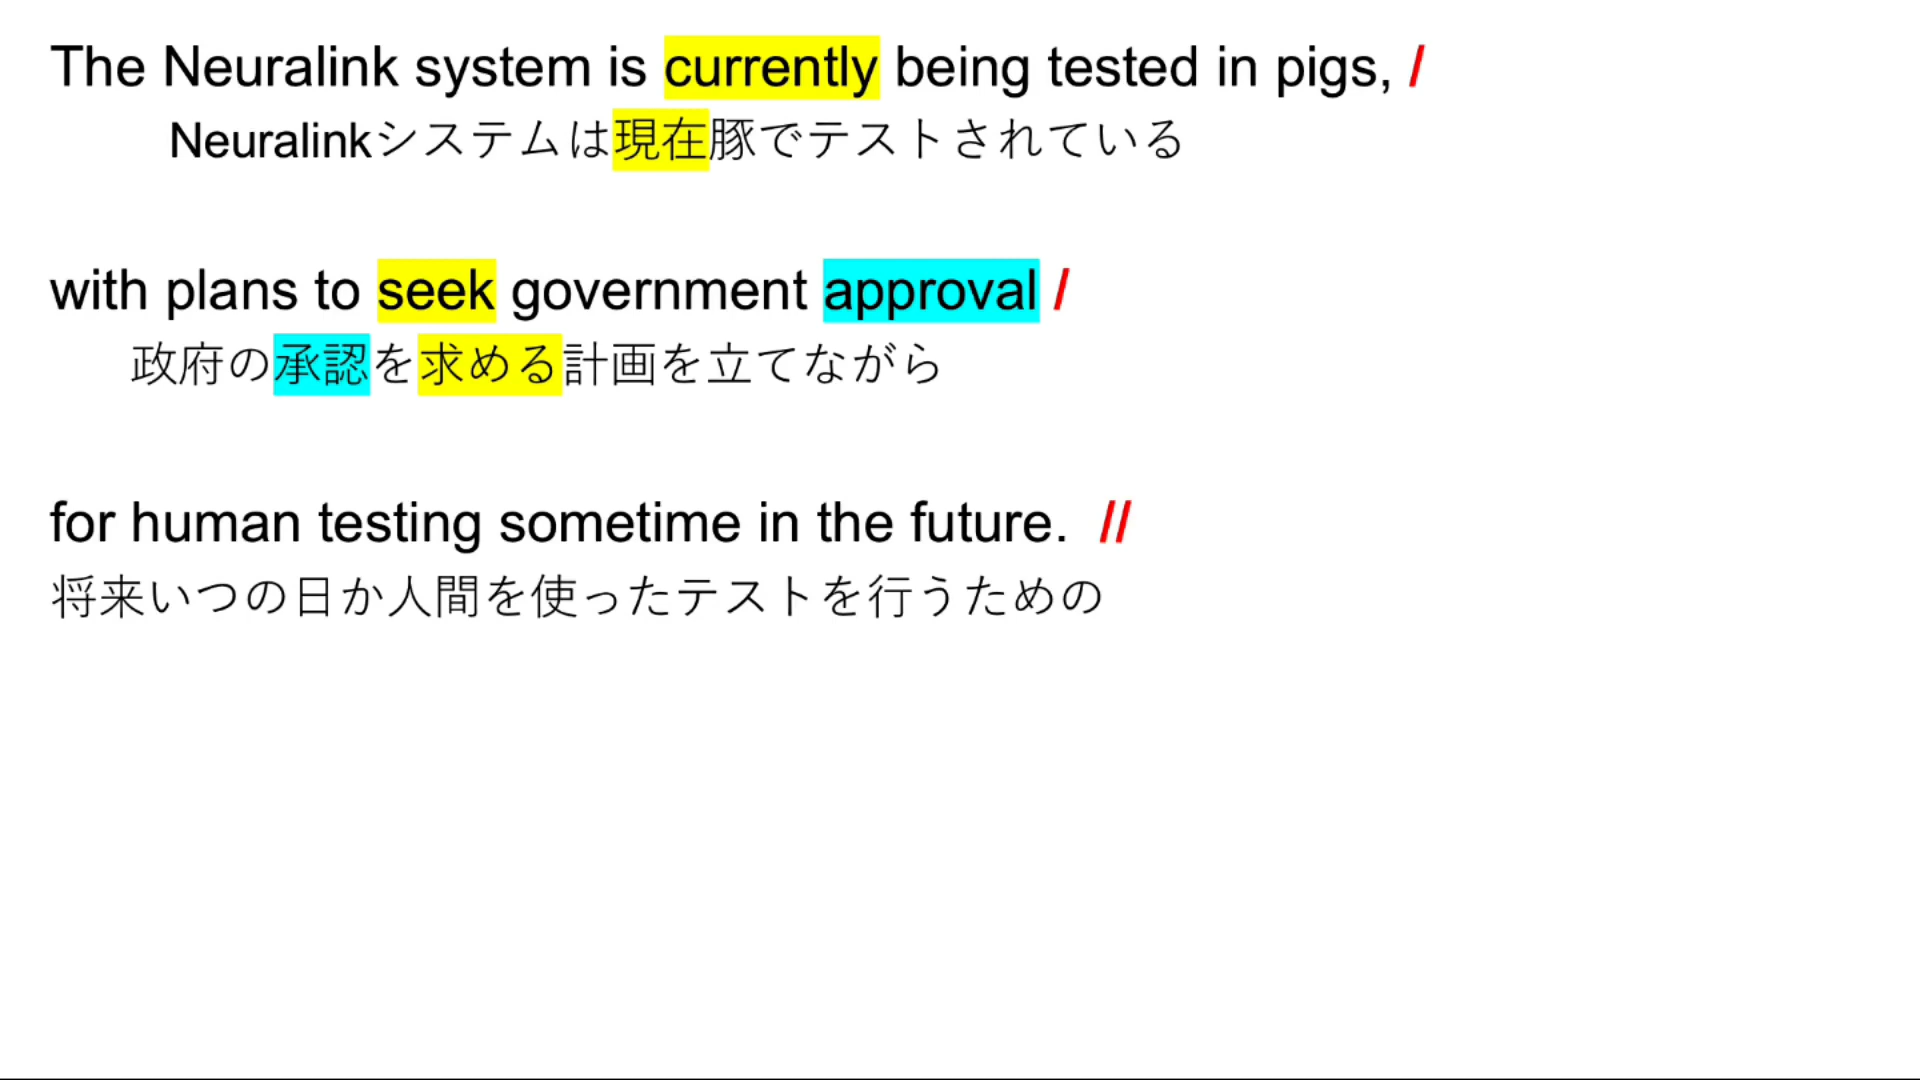 The Neuralink system is currently being tested in pigs, /
Neuralinkシステムは現在豚でテストされている
with plans to seek government approval /
政府の承認を求める計画を立てながら
for human testing sometime in the future. //
将来いつの日か人間を使ったテストを行うための